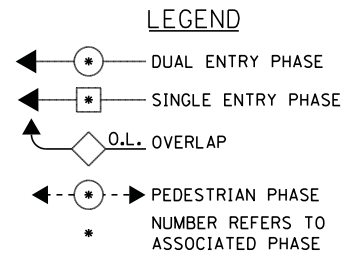 LEGEND
* DUAL ENTRY PHASE
* SINGLE ENTRY PHASE
O.L. OVERLAP
* PEDESTRIAN PHASE
* NUMBER REFERS TO
ASSOCIATED PHASE